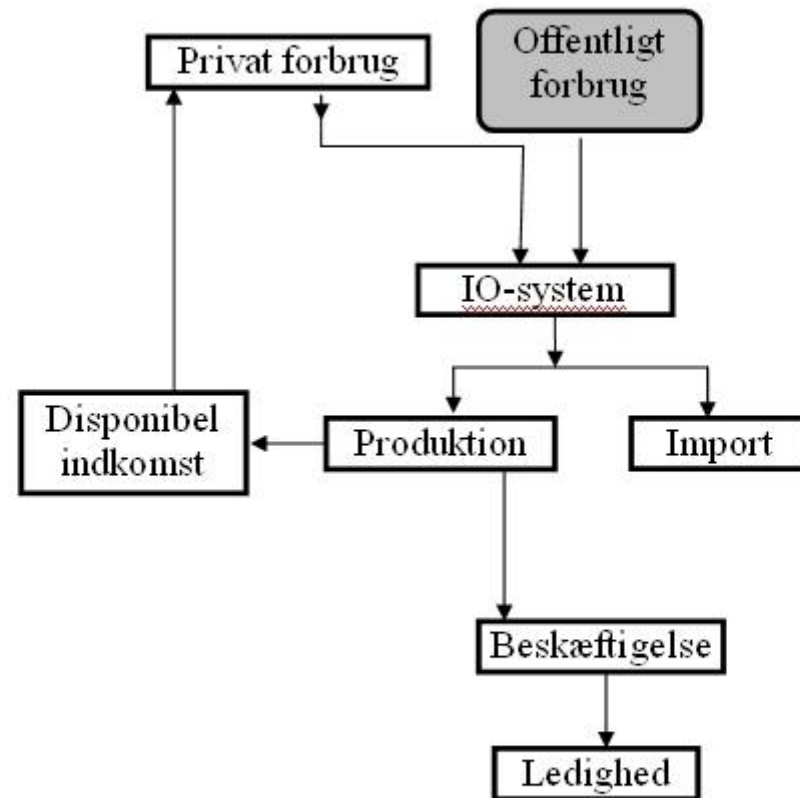 Privat forbrug
Offentligt
forbrug
IO-system
Disponibel
indkomst
Produktion
Import
Beskæftigelse
Ledighed